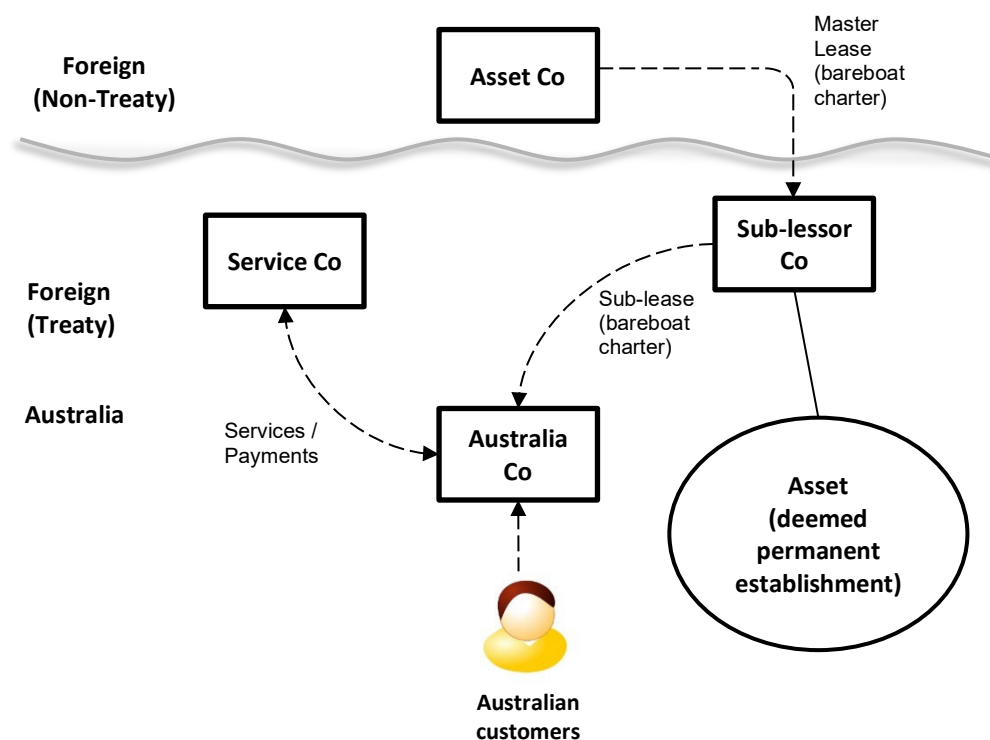 Foreign
(Non-Treaty)
Asset Co
Master
Lease
(bareboat
charter)
Service Co
Sub-lessor
Co
Foreign
(Treaty)
Sub-lease
(bareboat
charter)
Australia
Services /
Payments
Australia
Co
Asset
(deemed
permanent
establishment)
Australian
customers